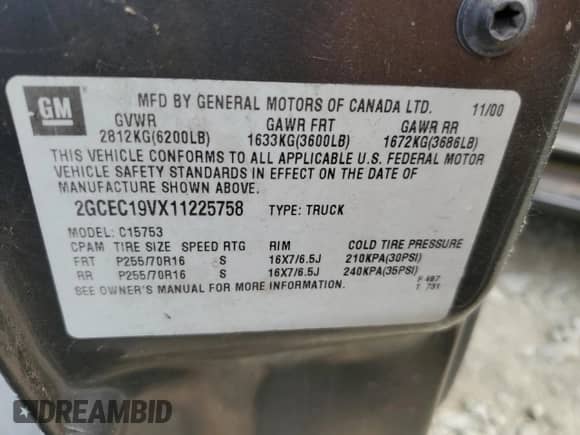 GM
MFD BY GENERAL MOTORS OF CANADA LTD. 11/00
GVWR GAWR FRT GAWR RR
2812KG(6200LB) 1633KG(3600LB) 1672KG(3686LB)
THIS VEHICLE CONFORMS TO ALL APPLICABLE U.S. FEDERAL MOTOR
VEHICLE SAFETY STANDARDS IN EFFECT ON THE DATE OF
MANUFACTURE SHOWN ABOVE.
2GCEC19VX11225758 TYPE: TRUCK
MODEL: C15753
CPAM TIRE SIZE SPEED RTG RIM COLD TIRE PRESSURE
FRT P255/70R16 S 16X7/6.5J 210KPA(30PSI)
RR P255/70R16 S 16X7/6.5J 240KPA(35PSI)
SEE OWNER'S MANUAL FOR MORE INFORMATION.
DREAMBID